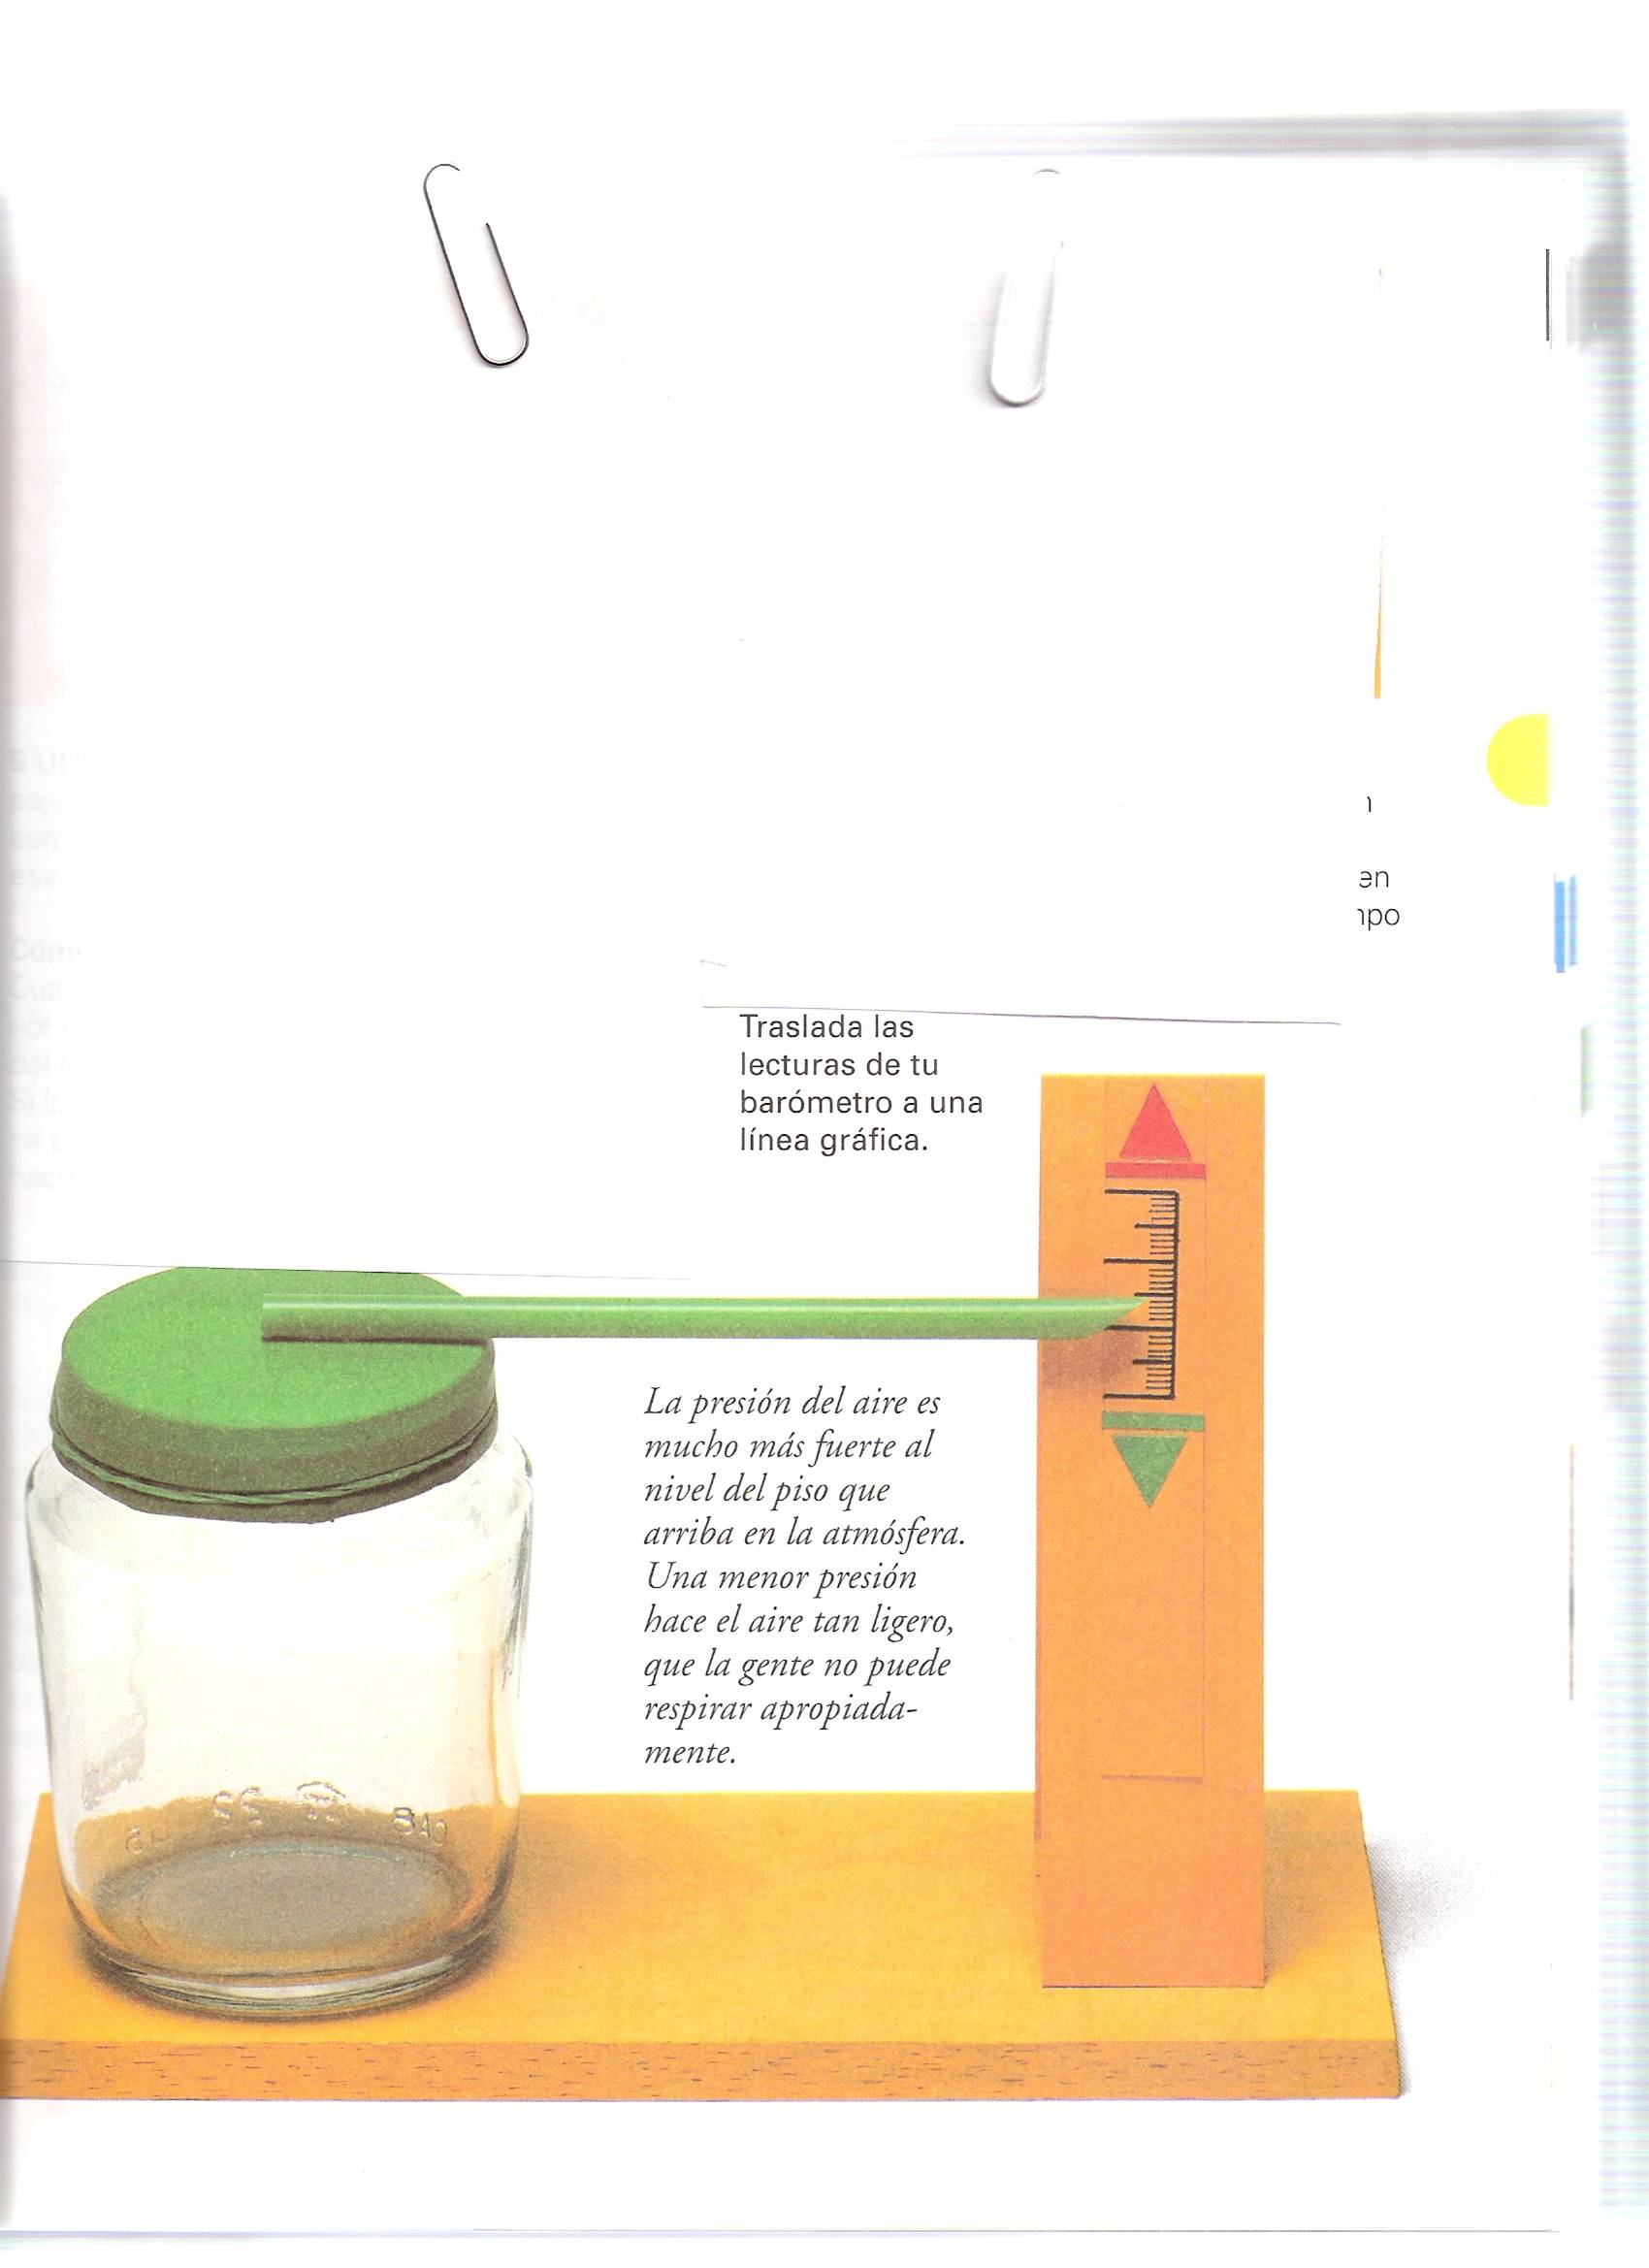 en
Traslada las
lecturas de tu
barómetro a una
línea gráfica.
La presión del aire es
mucho más fuerte al
nivel del piso que
arriba en la atmósfera.
Una menor presión
hace el aire tan ligero,
que la gente no puede
respirar apropiada-
mente.